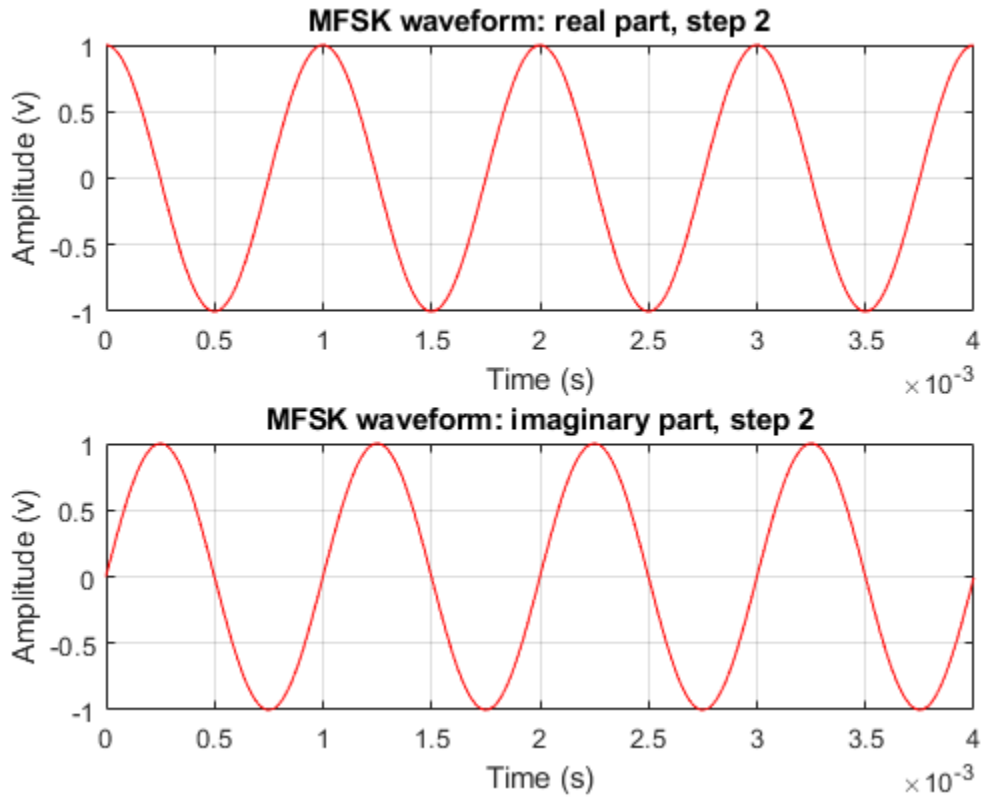 MFSK waveform: real part, step 2
1
0.5
0
-0.5
-1
Amplitude (v)
0 0.5 1 1.5 2 2.5 3 3.5 4
Time (s)
×10-3
MFSK waveform: imaginary part, step 2
1
0.5
0
-0.5
-1
Amplitude (v)
0 0.5 1 1.5 2 2.5 3 3.5 4
Time (s)
×10-3